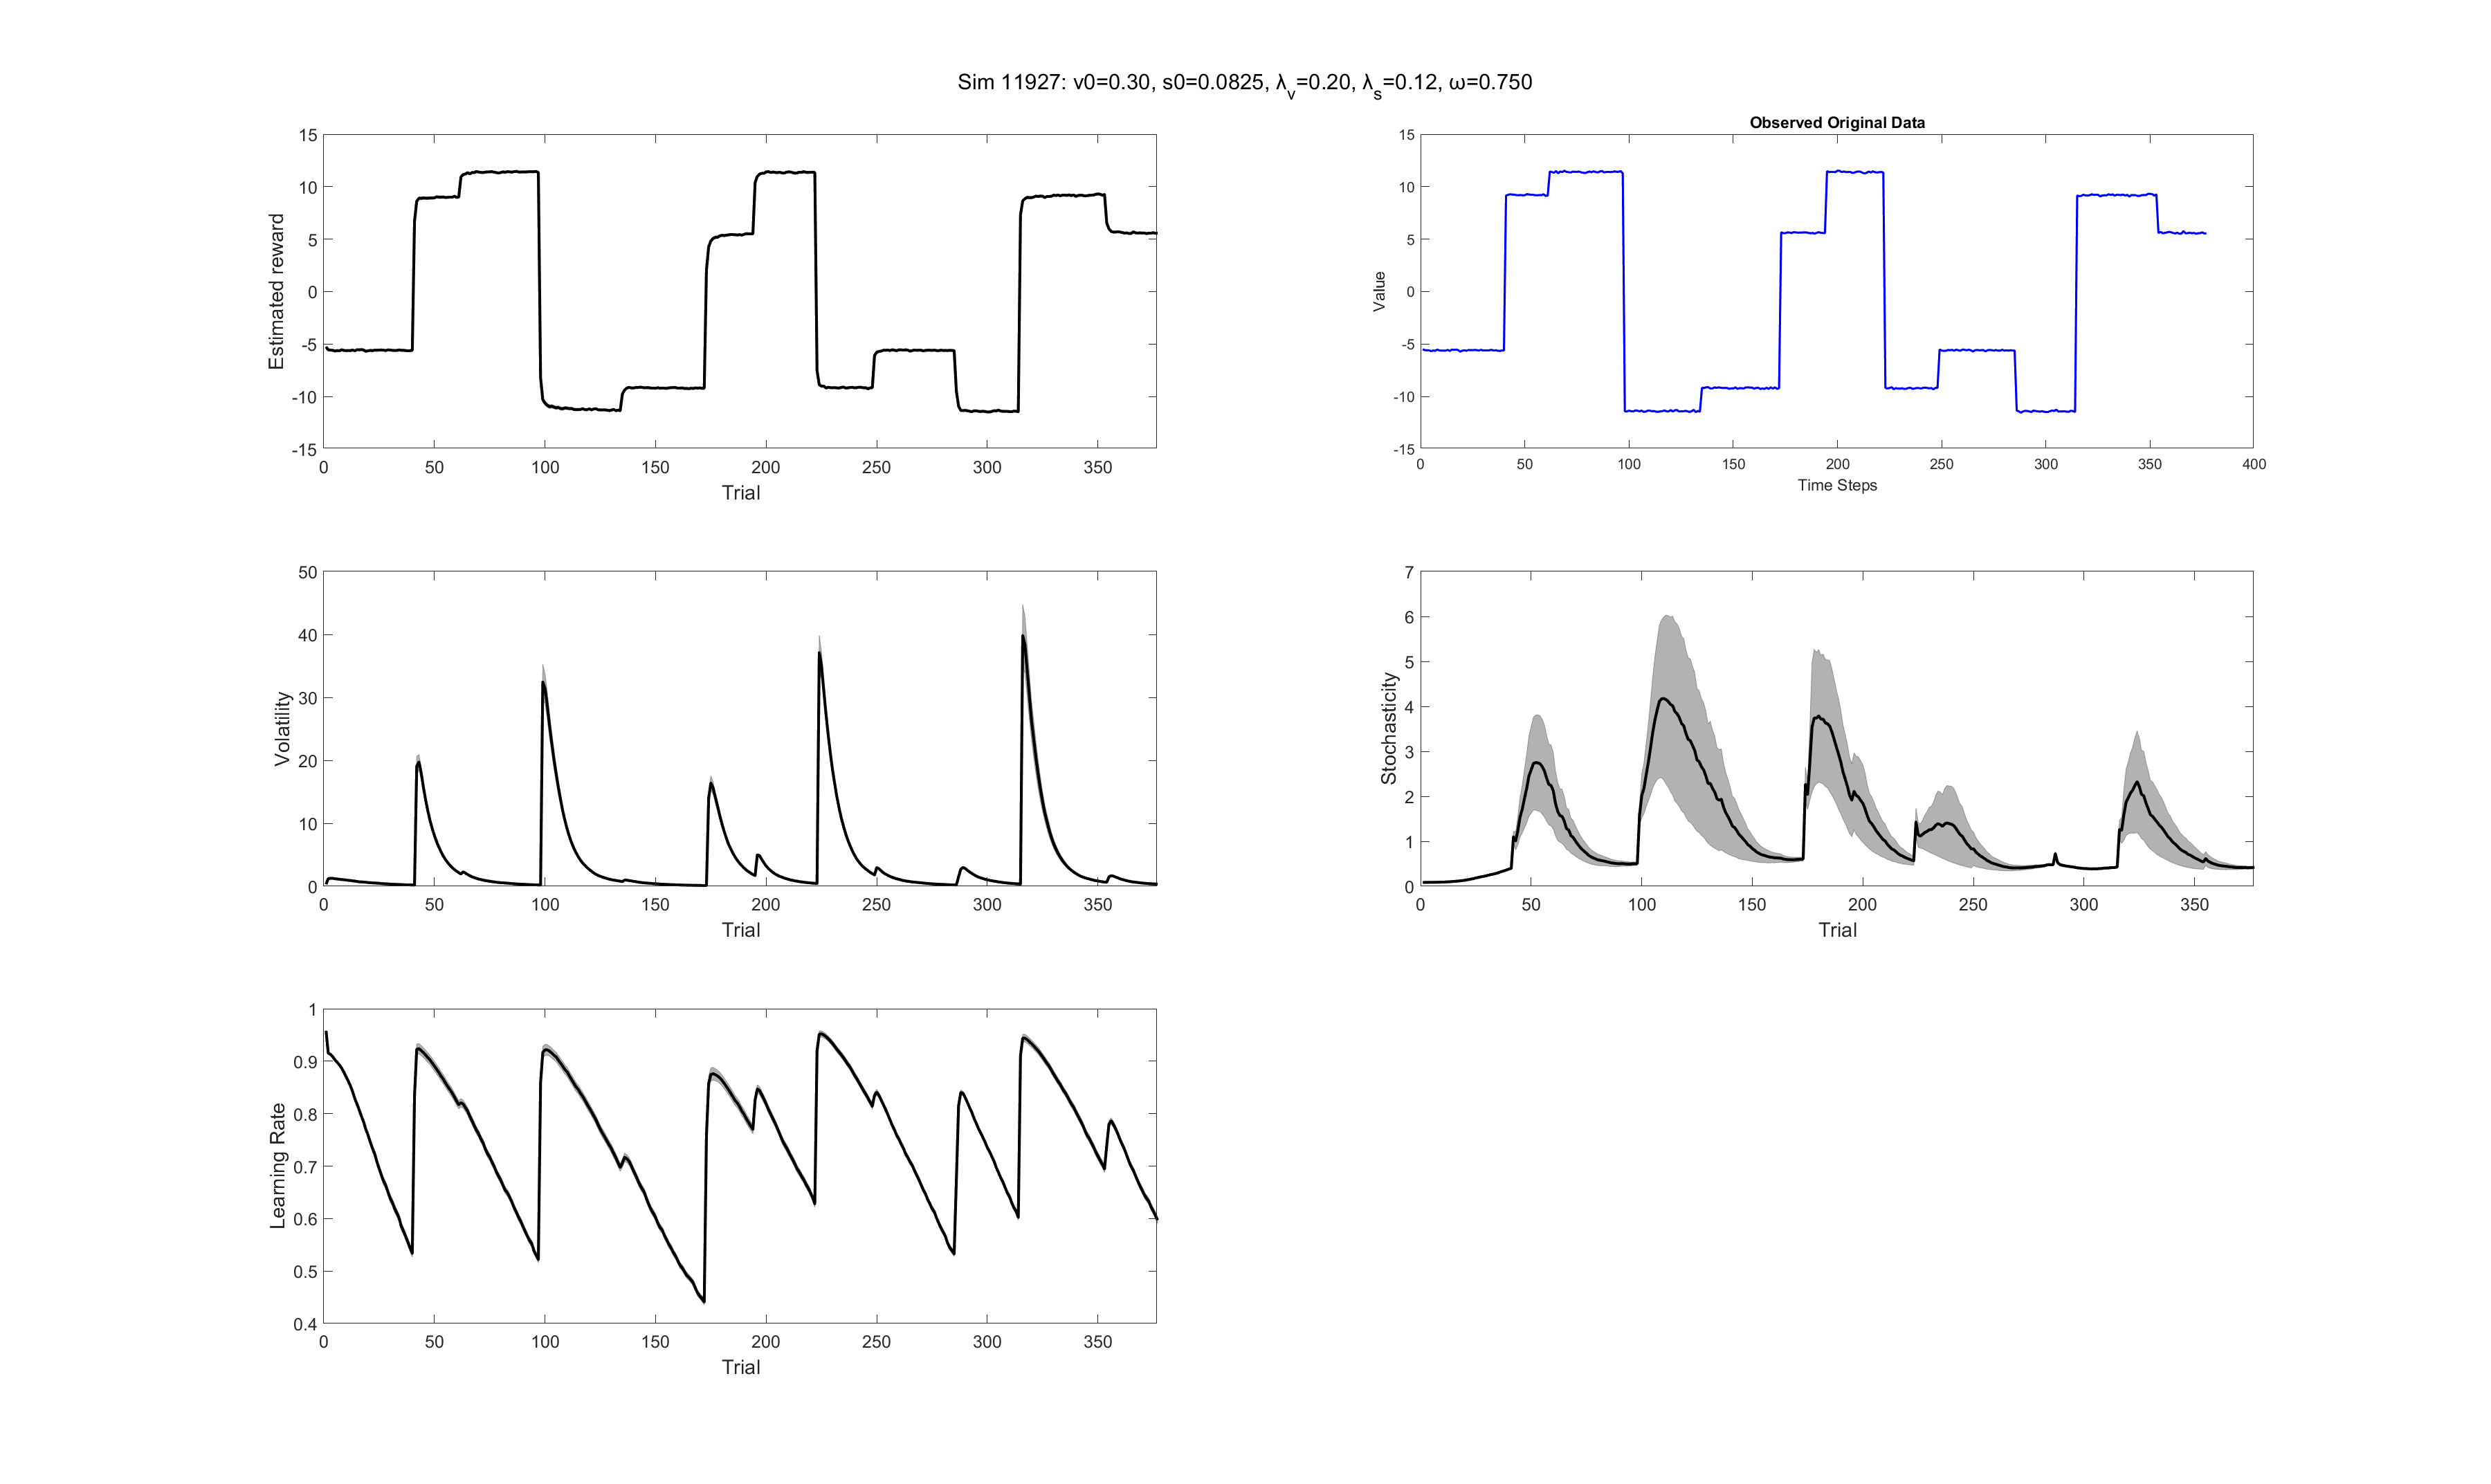 Sim 11927: v0=0.30, s0=0.0825, λv=0.20, λs=0.12, ω=0.750
15
10
5
0
-5
-10
-15
Estimated reward
0 50 100 150 200 250 300 350
Trial
Observed Original Data
15
10
5
0
-5
-10
-15
Value
0 50 100 150 200 250 300 350 400
Time Steps
50
40
30
20
10
0
Volatility
0 50 100 150 200 250 300 350
Trial
7
6
5
4
3
2
1
0
Stochasticity
0 50 100 150 200 250 300 350
Trial
1
0.9
0.8
0.7
0.6
0.5
0.4
Learning Rate
0 50 100 150 200 250 300 350
Trial